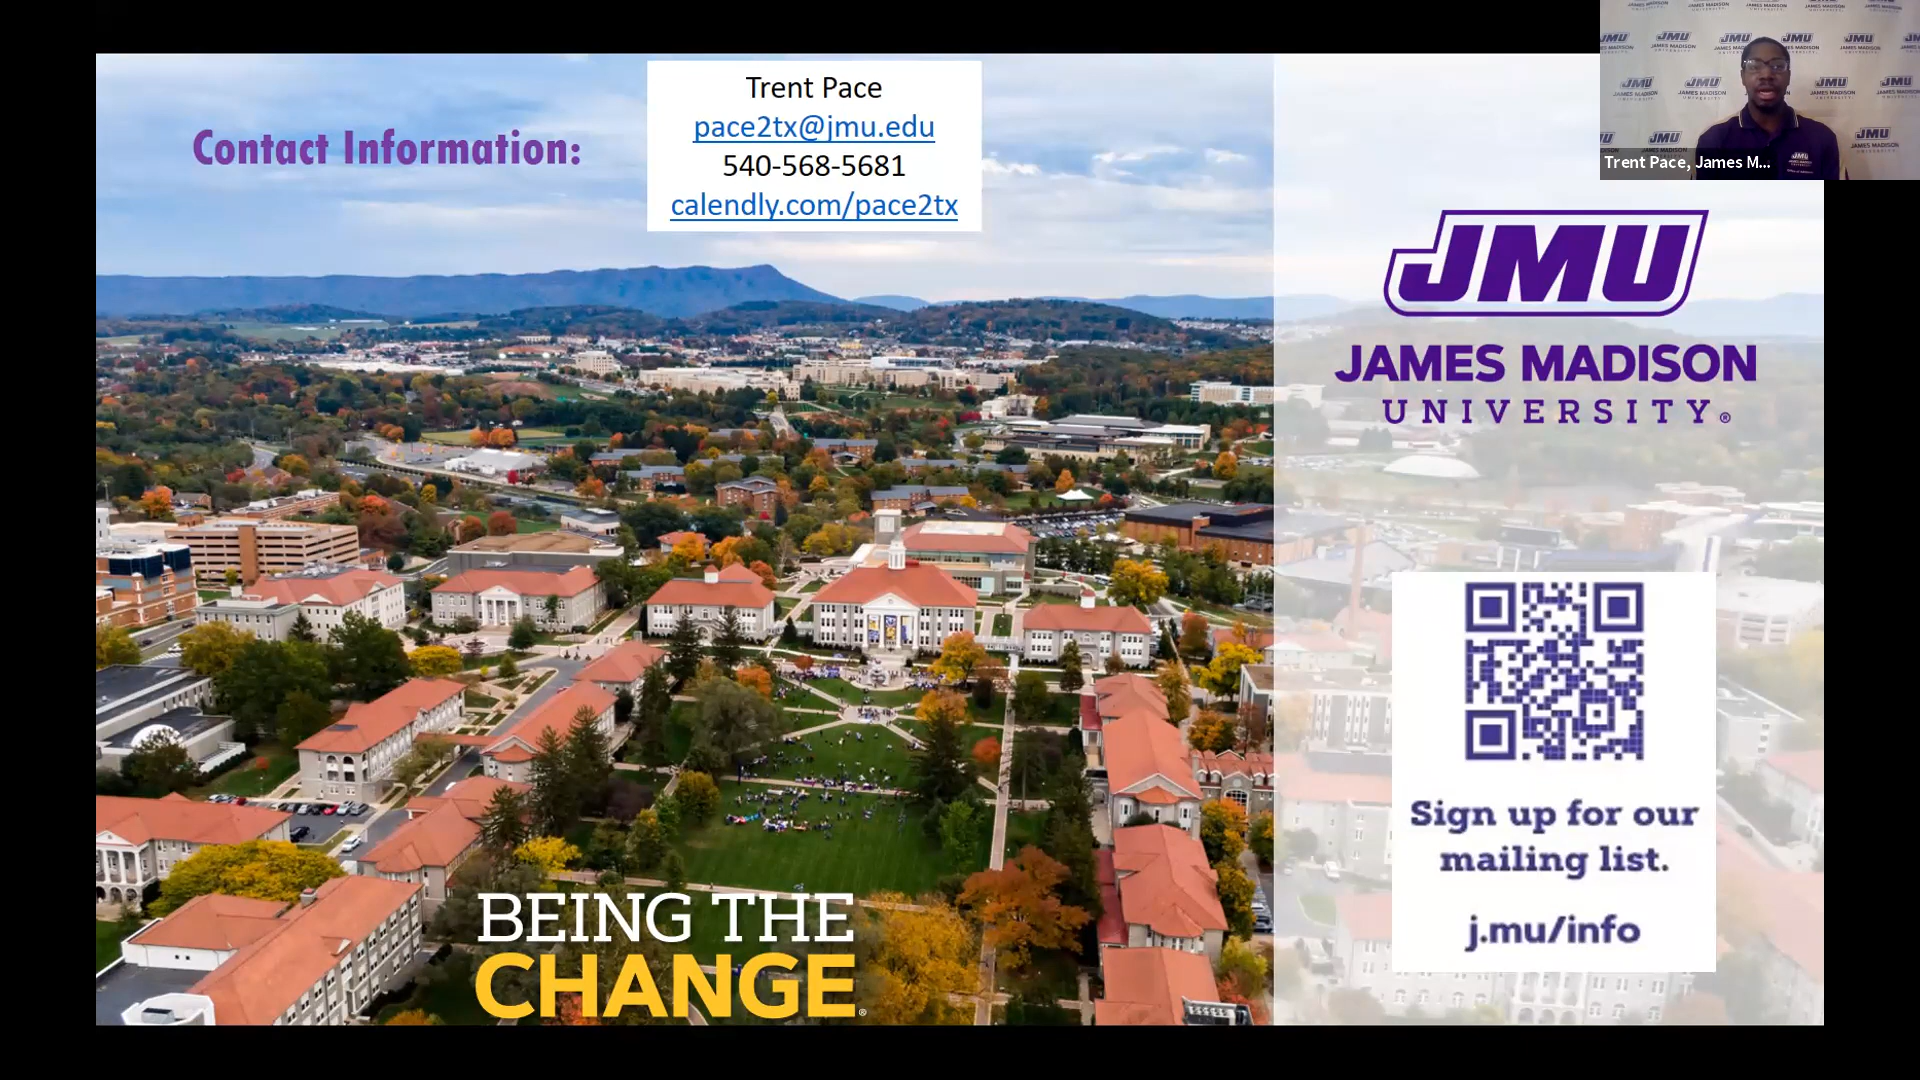 Contact Information:
Trent Pace
pace2tx@jmu.edu
540-568-5681
calendly.com/pace2tx
Trent Pace, James M...
JMU
JAMES MADISON
UNIVERSITY®
Sign up for our
mailing list.
j.mu/info
BEING THE
CHANGE®